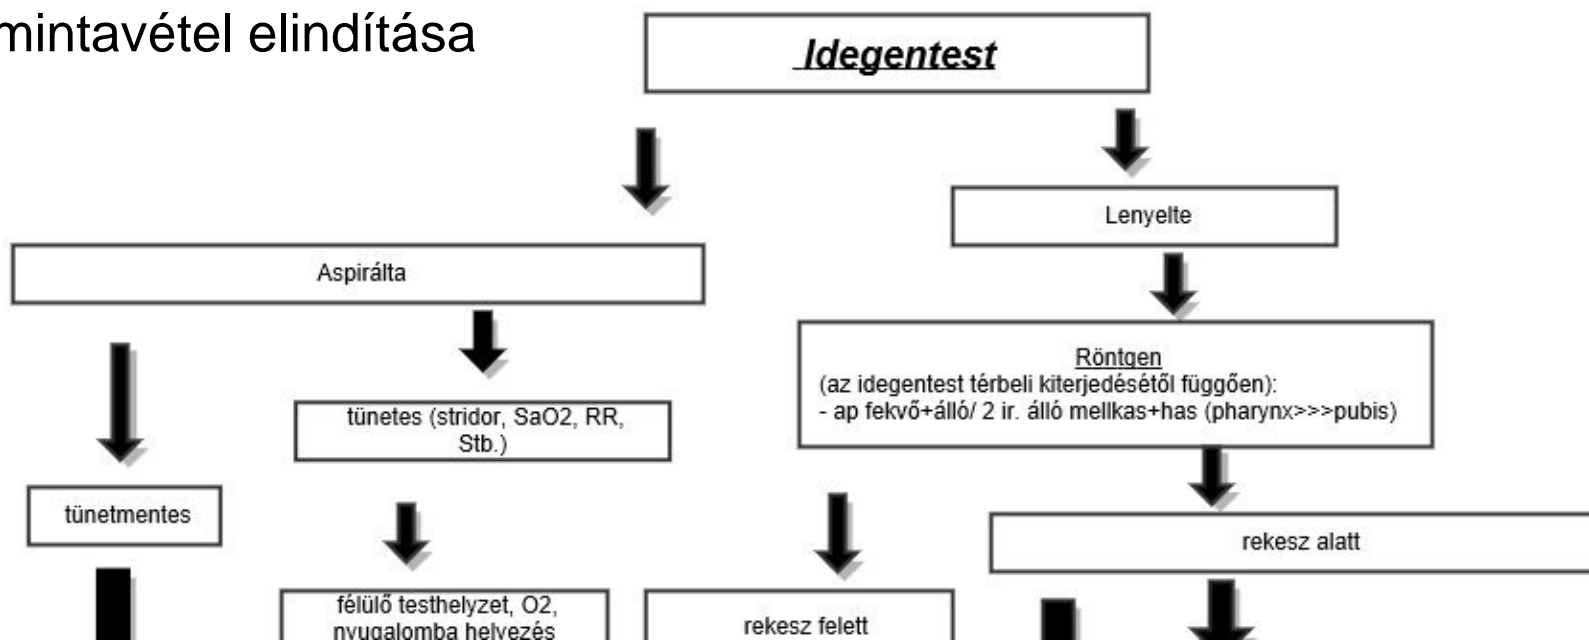 mintavétel elindítása
Idegentest
Lenyelte
Aspirálta
Röntgen
(az idegentest térbeli kiterjedésétől függően):
- ap fekvő+álló/ 2 ir. álló mellkas+has (pharynx>>>pubis)
tünetes (stridor, SaO2, RR,
Stb.)
tünetmentes
rekesz alatt
félülő testhelyzet, O2,
nyugalomba helyezés
rekesz felett